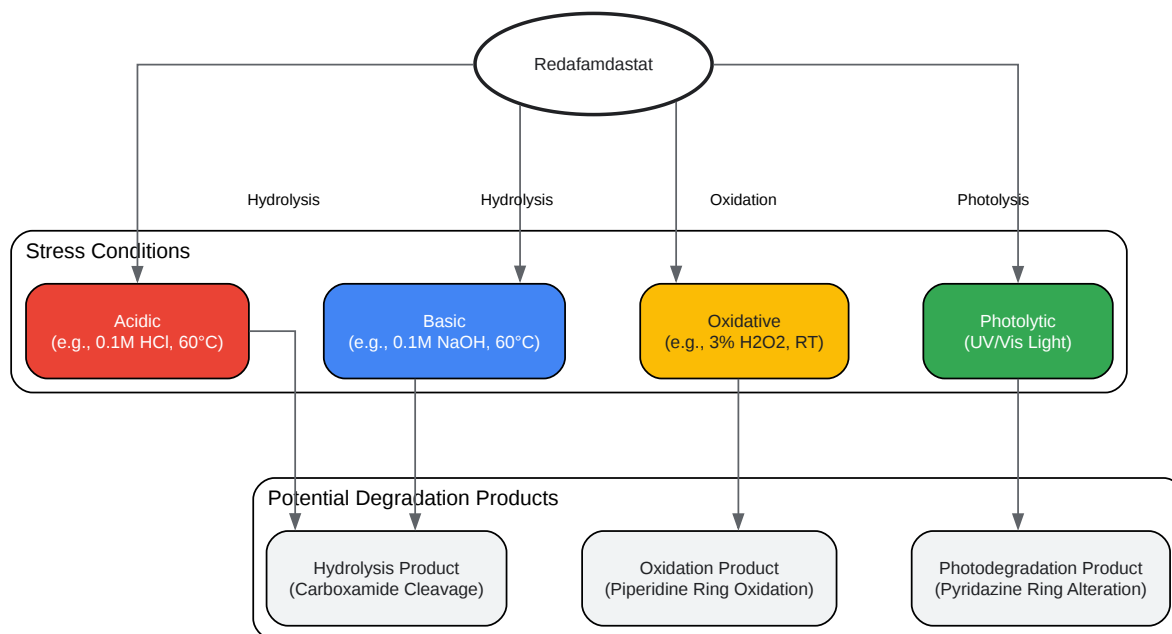 Redafamdastat
Hydrolysis
Hydrolysis
Oxidation
Photolysis
Stress Conditions
Acidic
(e.g., 0.1M HCl, 60°C)
Basic
(e.g., 0.1M NaOH, 60°C)
Oxidative
(e.g., 3% H2O2, RT)
Photolytic
(UV/Vis Light)
Potential Degradation Products
Hydrolysis Product
(Carboxamide Cleavage)
Oxidation Product
(Piperidine Ring Oxidation)
Photodegradation Product
(Pyridazine Ring Alteration)